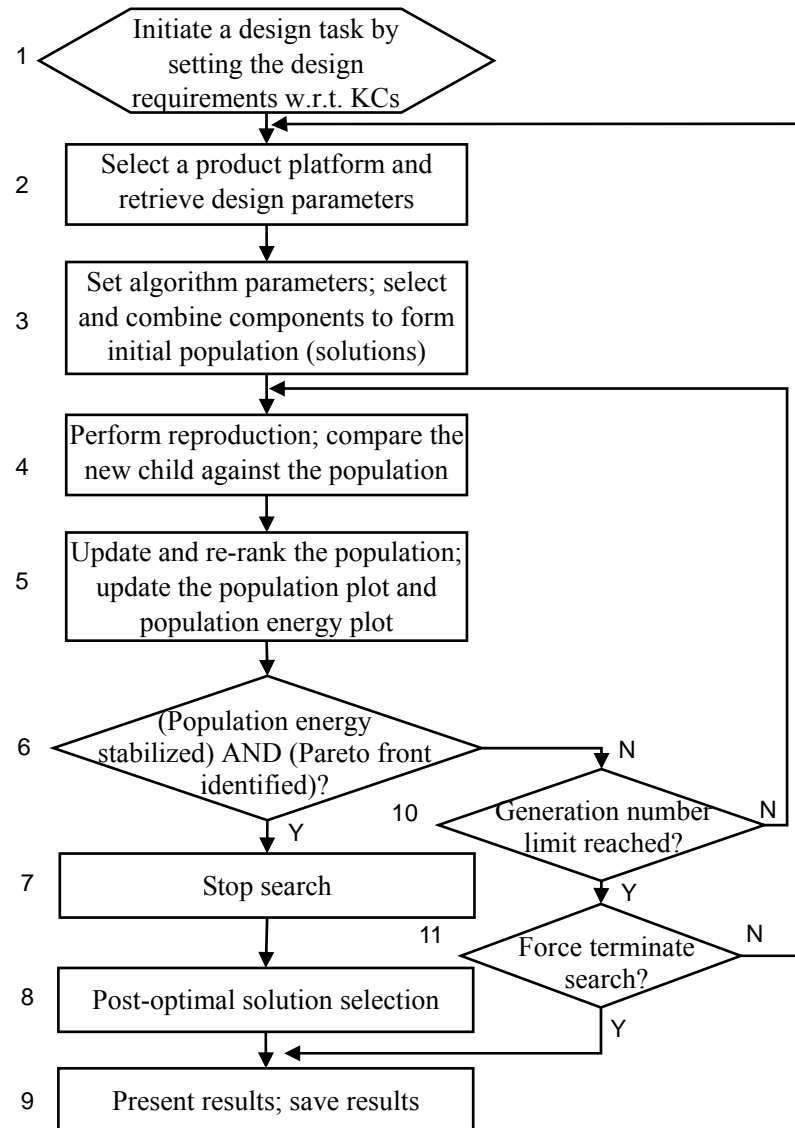 1
Initiate a design task by
setting the design
requirements w.r.t. KCs
2
Select a product platform and
retrieve design parameters
3
Set algorithm parameters; select
and combine components to form
initial population (solutions)
4
Perform reproduction; compare the
new child against the population
5
Update and re-rank the population;
update the population plot and
population energy plot
6
(Population energy
stabilized) AND (Pareto front
identified)?
N
Y
10
Generation number
limit reached?
N
Y
7
Stop search
11
Force terminate
search?
N
Y
8
Post-optimal solution selection
9
Present results; save results